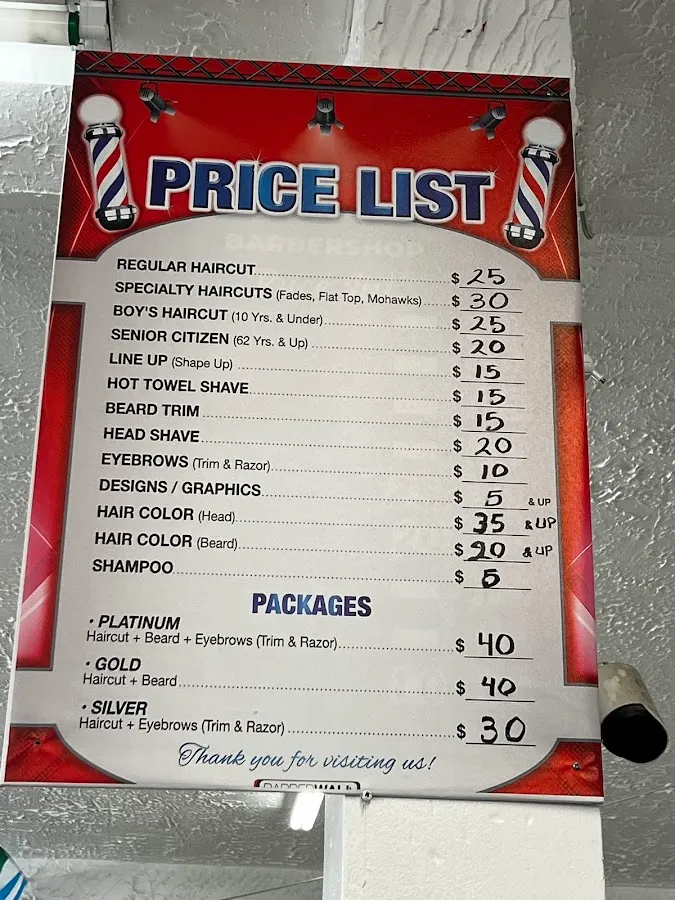 PRICE LIST
BARBERSHOP
REGULAR HAIRCUT $ 25
SPECIALTY HAIRCUTS (Fades, Flat Top, Mohawks) $ 30
BOY'S HAIRCUT (10 Yrs. & Under) $ 25
SENIOR CITIZEN (62 Yrs. & Up) $ 20
LINE UP (Shape Up) $ 15
HOT TOWEL SHAVE $ 15
BEARD TRIM $ 15
HEAD SHAVE $ 20
EYEBROWS (Trim & Razor) $ 10
DESIGNS / GRAPHICS $ 5 & UP
HAIR COLOR (Head) $ 35 & UP
HAIR COLOR (Beard) $ 20 & UP
SHAMPOO $ 5
PACKAGES
• PLATINUM
Haircut + Beard + Eyebrows (Trim & Razor) $ 40
• GOLD
Haircut + Beard $ 40
• SILVER
Haircut + Eyebrows (Trim & Razor) $ 30
Thank you for visiting us!